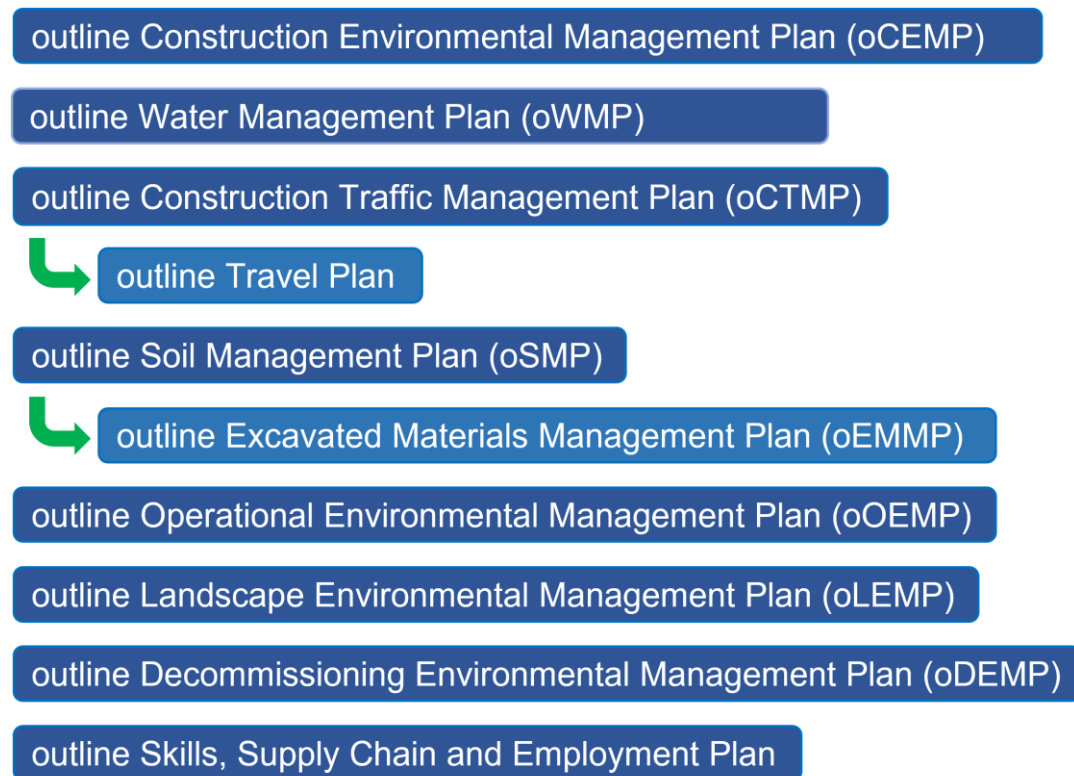 outline Construction Environmental Management Plan (oCEMP)
outline Water Management Plan (oWMP)
outline Construction Traffic Management Plan (oCTMP)
outline Travel Plan
outline Soil Management Plan (oSMP)
outline Excavated Materials Management Plan (oEMMP)
outline Operational Environmental Management Plan (oOEMP)
outline Landscape Environmental Management Plan (oLEMP)
outline Decommissioning Environmental Management Plan (oDEMP)
outline Skills, Supply Chain and Employment Plan